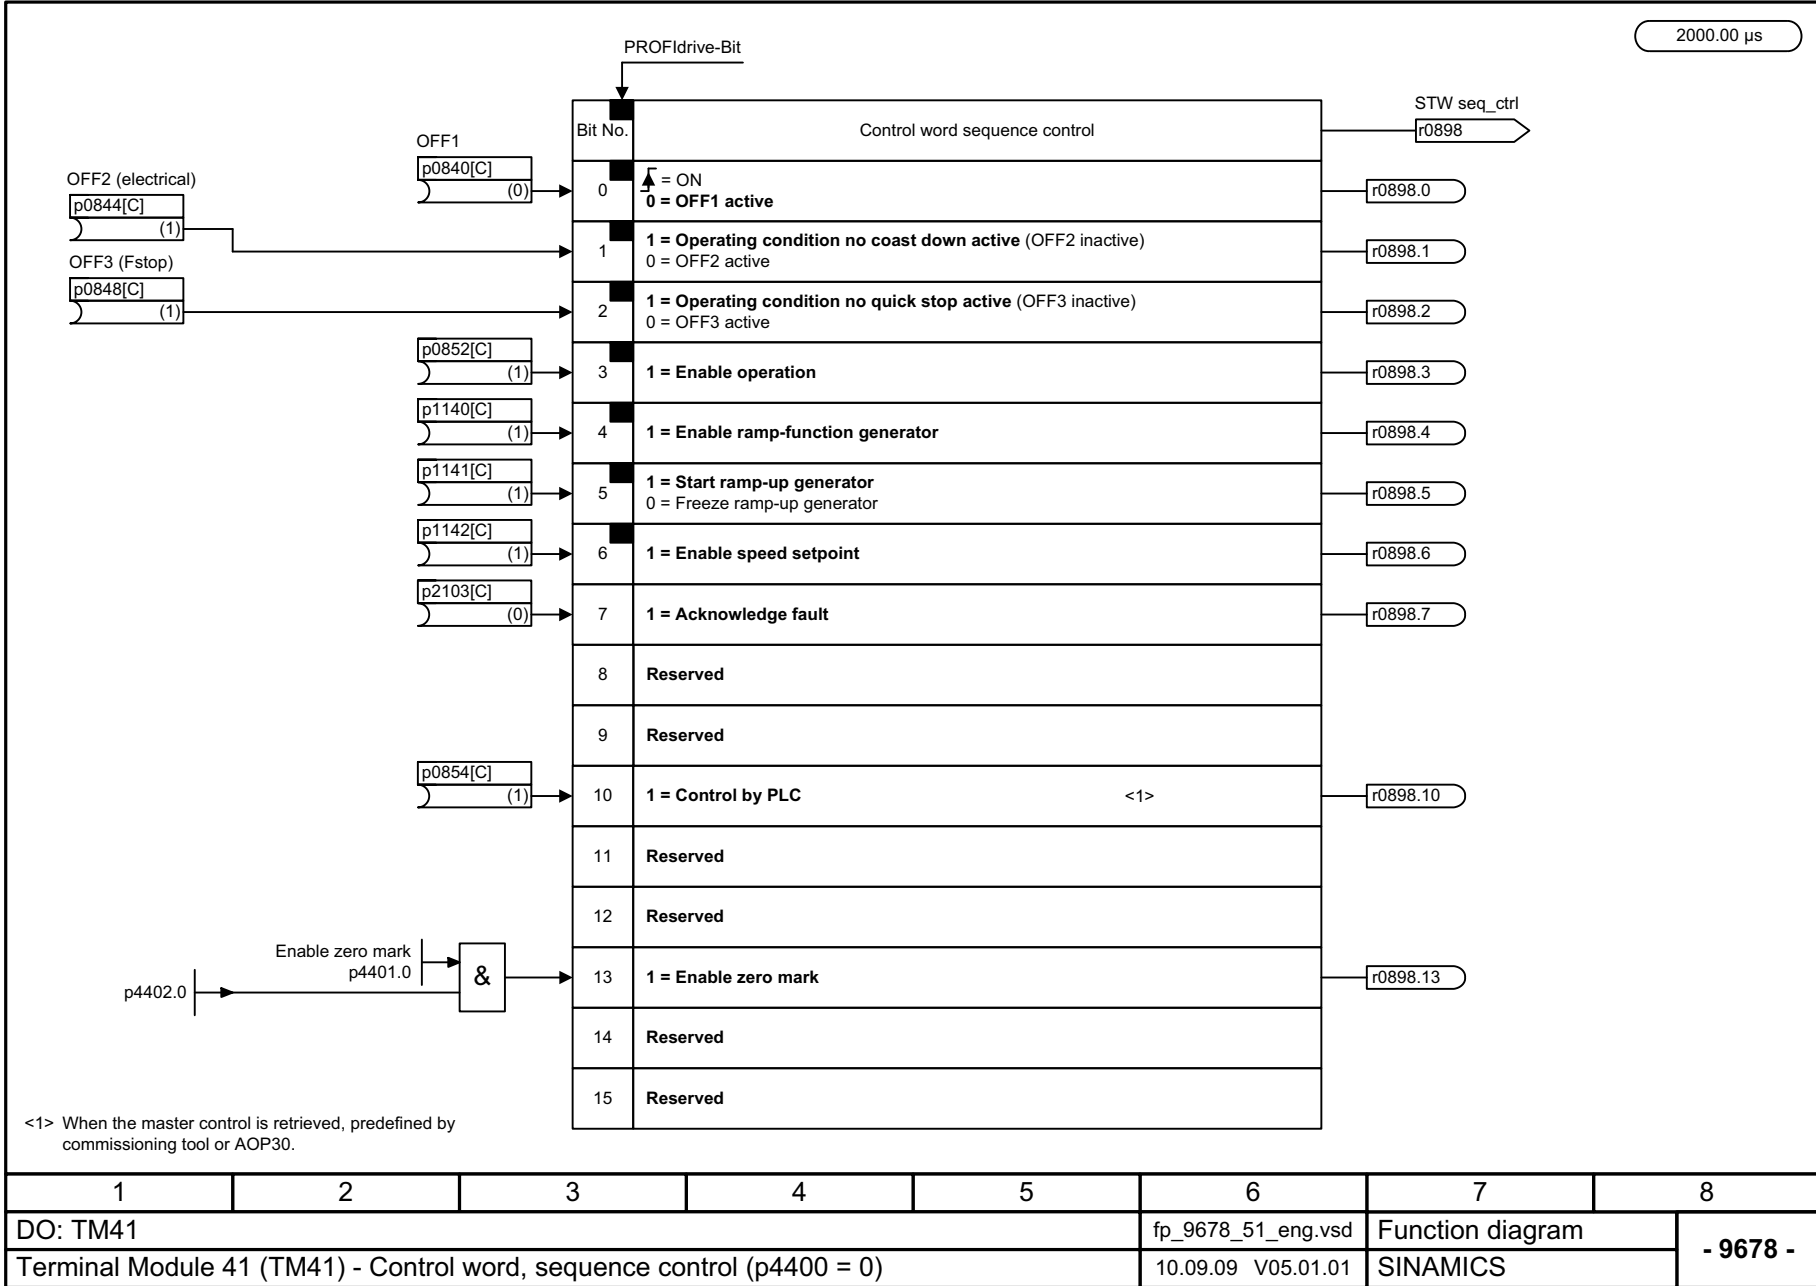 PROFIdrive-Bit
2000.00 µs
Bit No. Control word sequence control
STW seq_ctrl
r0898
OFF1
p0840[C]
(0)
0
= ON
0 = OFF1 active
r0898.0
OFF2 (electrical)
p0844[C]
(1)
1
1 = Operating condition no coast down active (OFF2 inactive)
0 = OFF2 active
r0898.1
OFF3 (Fstop)
p0848[C]
(1)
2
1 = Operating condition no quick stop active (OFF3 inactive)
0 = OFF3 active
r0898.2
p0852[C]
(1)
3 1 = Enable operation
r0898.3
p1140[C]
(1)
4 1 = Enable ramp-function generator
r0898.4
p1141[C]
(1)
5
1 = Start ramp-up generator
0 = Freeze ramp-up generator
r0898.5
p1142[C]
(1)
6 1 = Enable speed setpoint
r0898.6
p2103[C]
(0)
7 1 = Acknowledge fault
r0898.7
8 Reserved
9 Reserved
p0854[C]
(1)
10 1 = Control by PLC <1>
r0898.10
11 Reserved
12 Reserved
Enable zero mark
p4401.0
p4402.0
&
13 1 = Enable zero mark
r0898.13
14 Reserved
15 Reserved
<1> When the master control is retrieved, predefined by
commissioning tool or AOP30.
1 2 3 4 5 6 7 8
DO: TM41
fp_9678_51_eng.vsd
Function diagram
- 9678 -
Terminal Module 41 (TM41) - Control word, sequence control (p4400 = 0)
10.09.09 V05.01.01
SINAMICS